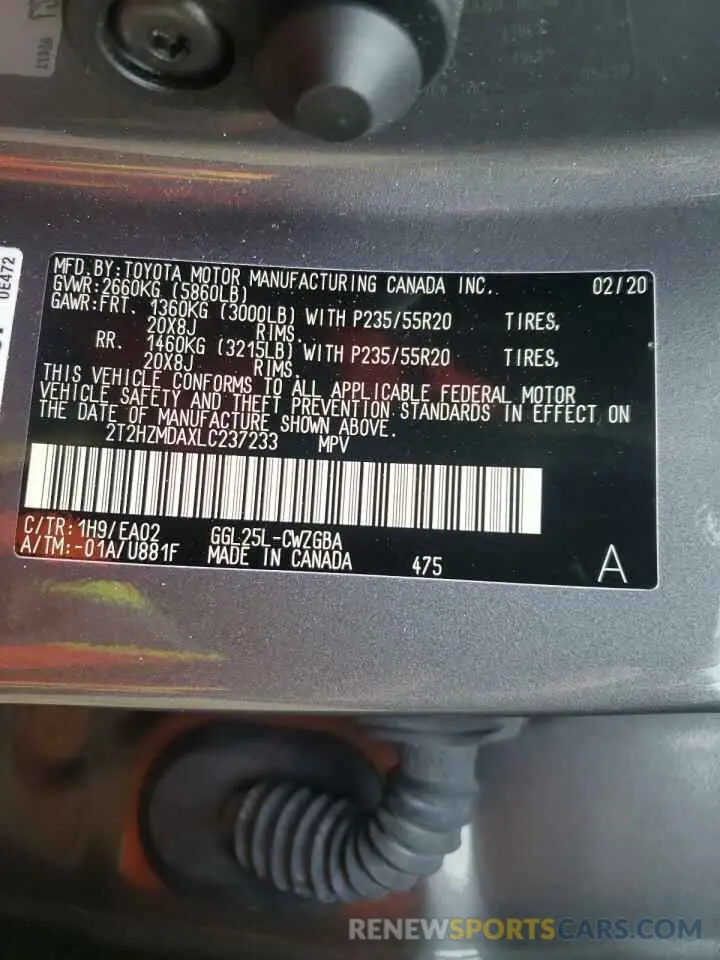 0E472
MFD.BY:TOYOTA MOTOR MANUFACTURING CANADA INC. 02/20
GVWR:2660KG (5860LB)
GAWR:FRT. 1360KG (3000LB) WITH P235/55R20 TIRES,
20X8J RIMS.
RR. 1460KG (3215LB) WITH P235/55R20 TIRES,
20X8J RIMS.
THIS VEHICLE CONFORMS TO ALL APPLICABLE FEDERAL MOTOR
VEHICLE SAFETY AND THEFT PREVENTION STANDARDS IN EFFECT ON
THE DATE OF MANUFACTURE SHOWN ABOVE.
2T2HZMDAXLC237233 MPV
C/TR:1H9/EA02 GGL25L-CWZGBA
A/TM:-01A/U881F MADE IN CANADA 475 A
RENEWSPORTSCARS.COM